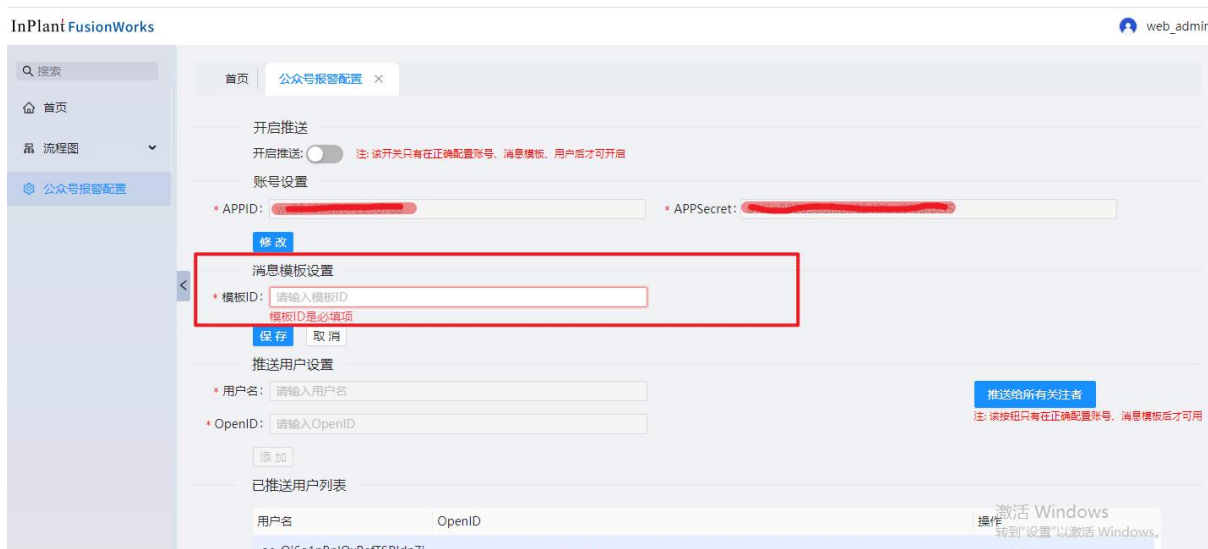 InPlant FusionWorks
web_admin
搜索
首页
流程图
公众号报警配置
首页 公众号报警配置 ×
开启推送
开启推送: 注: 该开关只有在正确配置账号、消息模板、用户后才可开启
账号设置
* APPID: * APPSecret:
修 改
消息模板设置
* 模板ID: 请输入模板ID
模板ID是必填项
保 存 取 消
推送用户设置
* 用户名: 请输入用户名
推送给所有关注者
注: 该按钮只有在正确配置账号、消息模板后才可用
* OpenID: 请输入OpenID
添 加
已推送用户列表
用户名 OpenID 操作
激活 Windows
转到"设置"以激活 Windows。